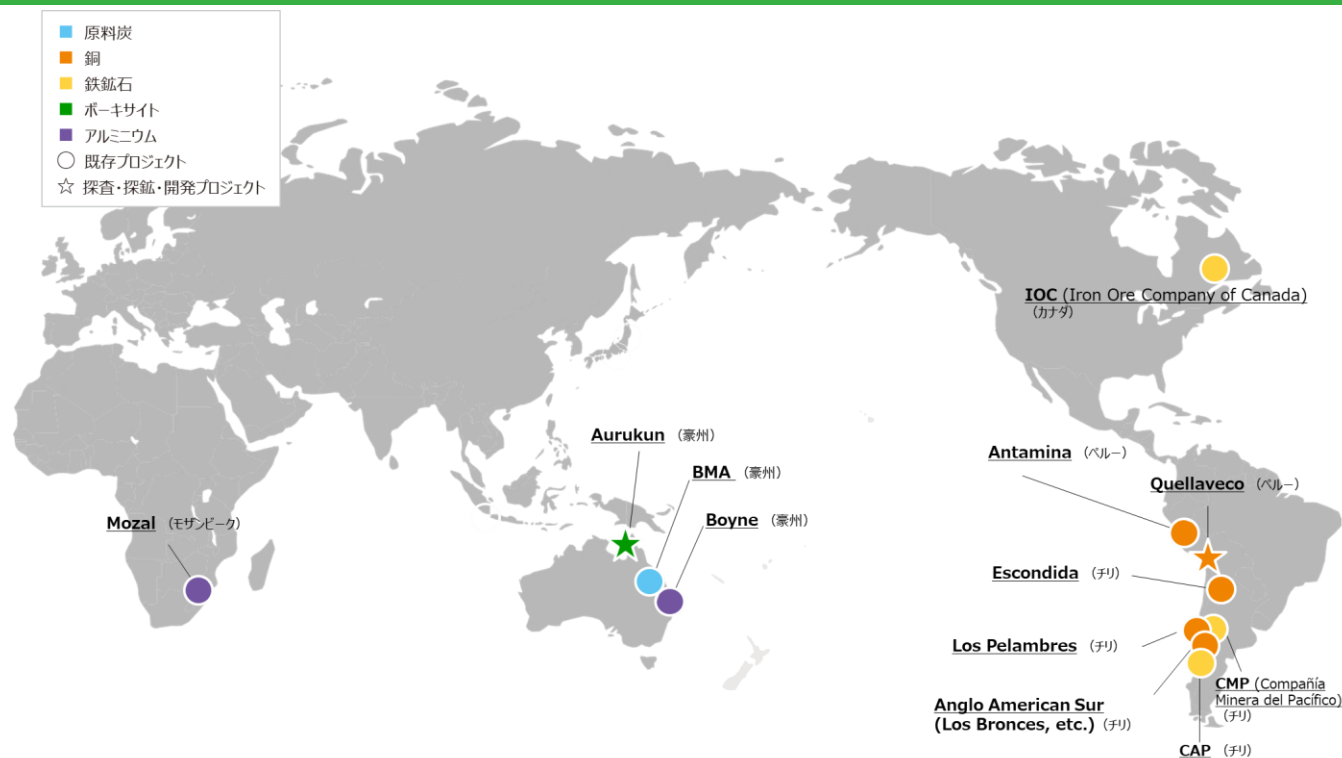 原料炭
銅
鉄鉱石
ボーキサイト
アルミニウム
既存プロジェクト
探査・探鉱・開発プロジェクト
IOC (Iron Ore Company of Canada)
(カナダ)
Aurukun (豪州)
BMA (豪州)
Boyne (豪州)
Mozal (モザンビーク)
Antamina (ペルー)
Quellaveco (ペルー)
Escondida (チリ)
Los Pelambres (チリ)
CMP (Compañía
Minera del Pacífico)
(チリ)
Anglo American Sur
(Los Bronces, etc.) (チリ)
CAP (チリ)